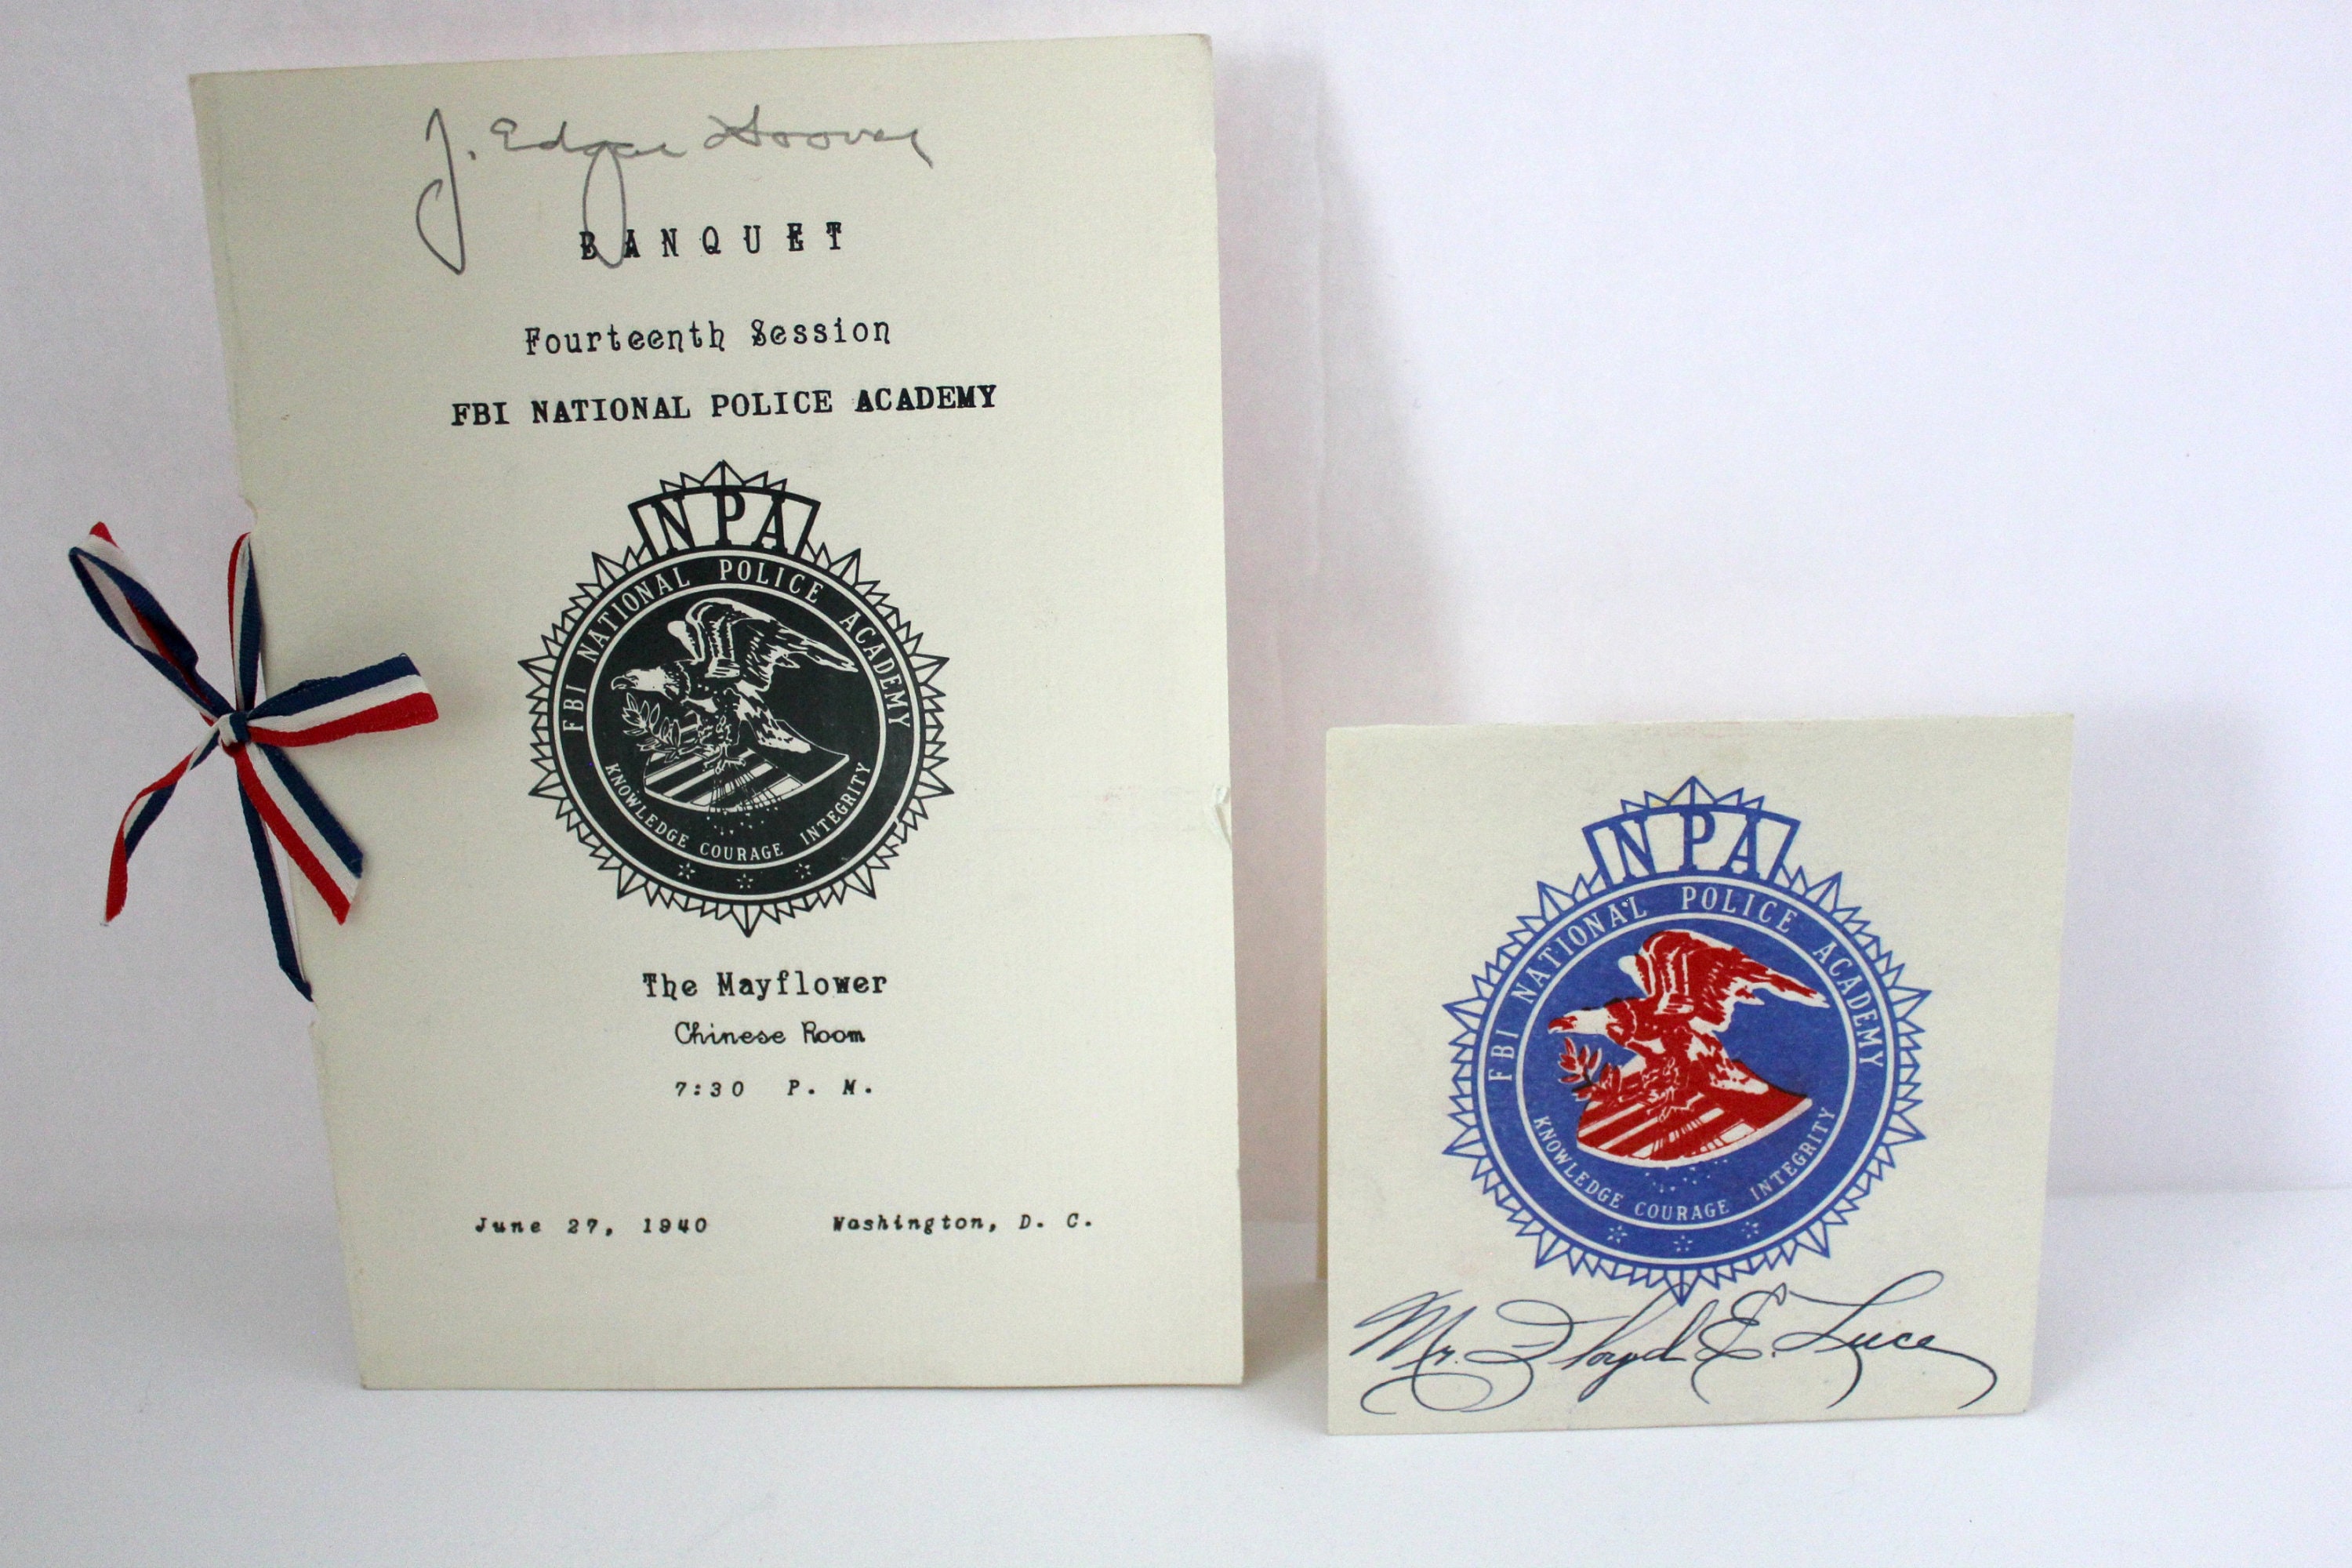 J. Edgar Hoover
BANQUET
Fourteenth Session
FBI NATIONAL POLICE ACADEMY
NPA
FBI NATIONAL POLICE ACADEMY
KNOWLEDGE COURAGE INTEGRITY
The Mayflower
Chinese Room
7:30 P. M.
June 27, 1940 Washington, D. C.
NPA
FBI NATIONAL POLICE ACADEMY
KNOWLEDGE COURAGE INTEGRITY
Mr. Floyd E. Luce